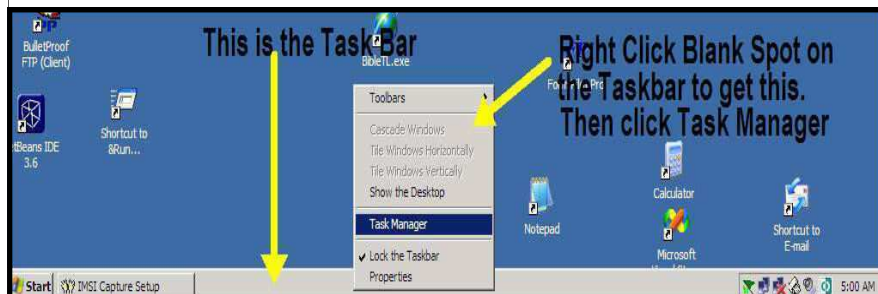 BulletProof
FTP (Client)
This is the Task Bar
BibleTL.exe
Right Click Blank Spot on
the Taskbar to get this.
Then click Task Manager
tBeans IDE
3.6
Shortcut to
&Run...
Toolbars
Cascade Windows
Tile Windows Horizontally
Tile Windows Vertically
Show the Desktop
Task Manager
Lock the Taskbar
Properties
Notepad
Calculator
Microsoft
Shortcut to
E-mail
Start
IMSI Capture Setup
5:00 AM